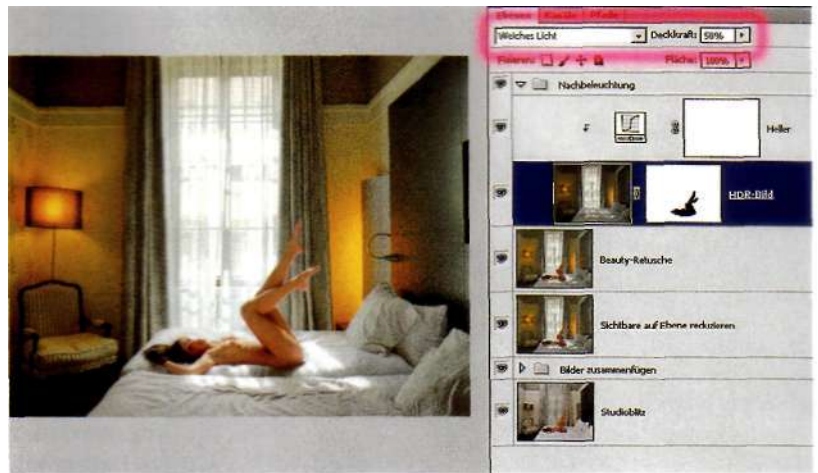 Ebenen Kanäle Pfade
Weiches Licht Deckkraft: 50%
Fixieren: Fläche: 100%
Nachbeleuchtung
Heller
HDR-Bild
Beauty-Retusche
Sichtbare auf Ebene reduzieren
Bilder zusammenfügen
Studioblitz